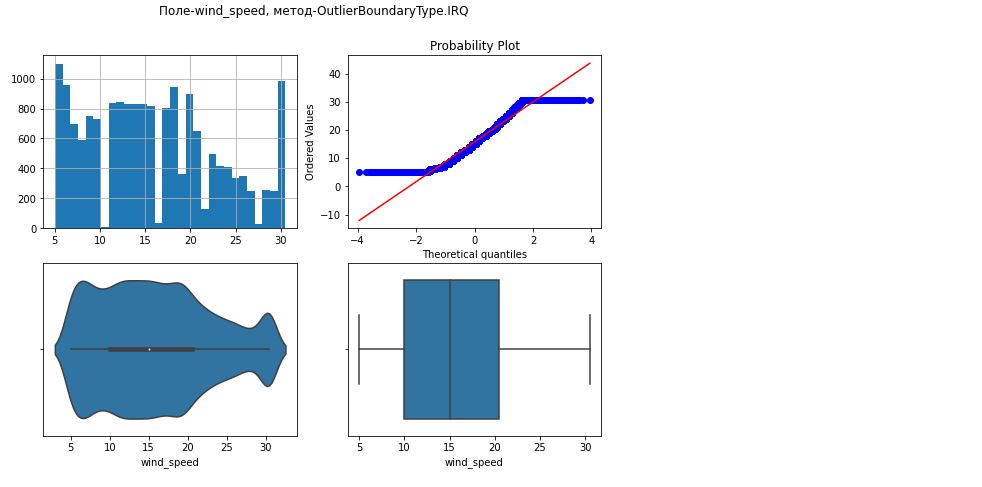 Поле-wind_speed, метод-OutlierBoundaryType.IRQ
1000
800
600
400
200
0
5 10 15 20 25 30
Probability Plot
Ordered Values
40
30
20
10
0
−10
−4 −2 0 2 4
Theoretical quantiles
5 10 15 20 25 30
wind_speed
5 10 15 20 25 30
wind_speed